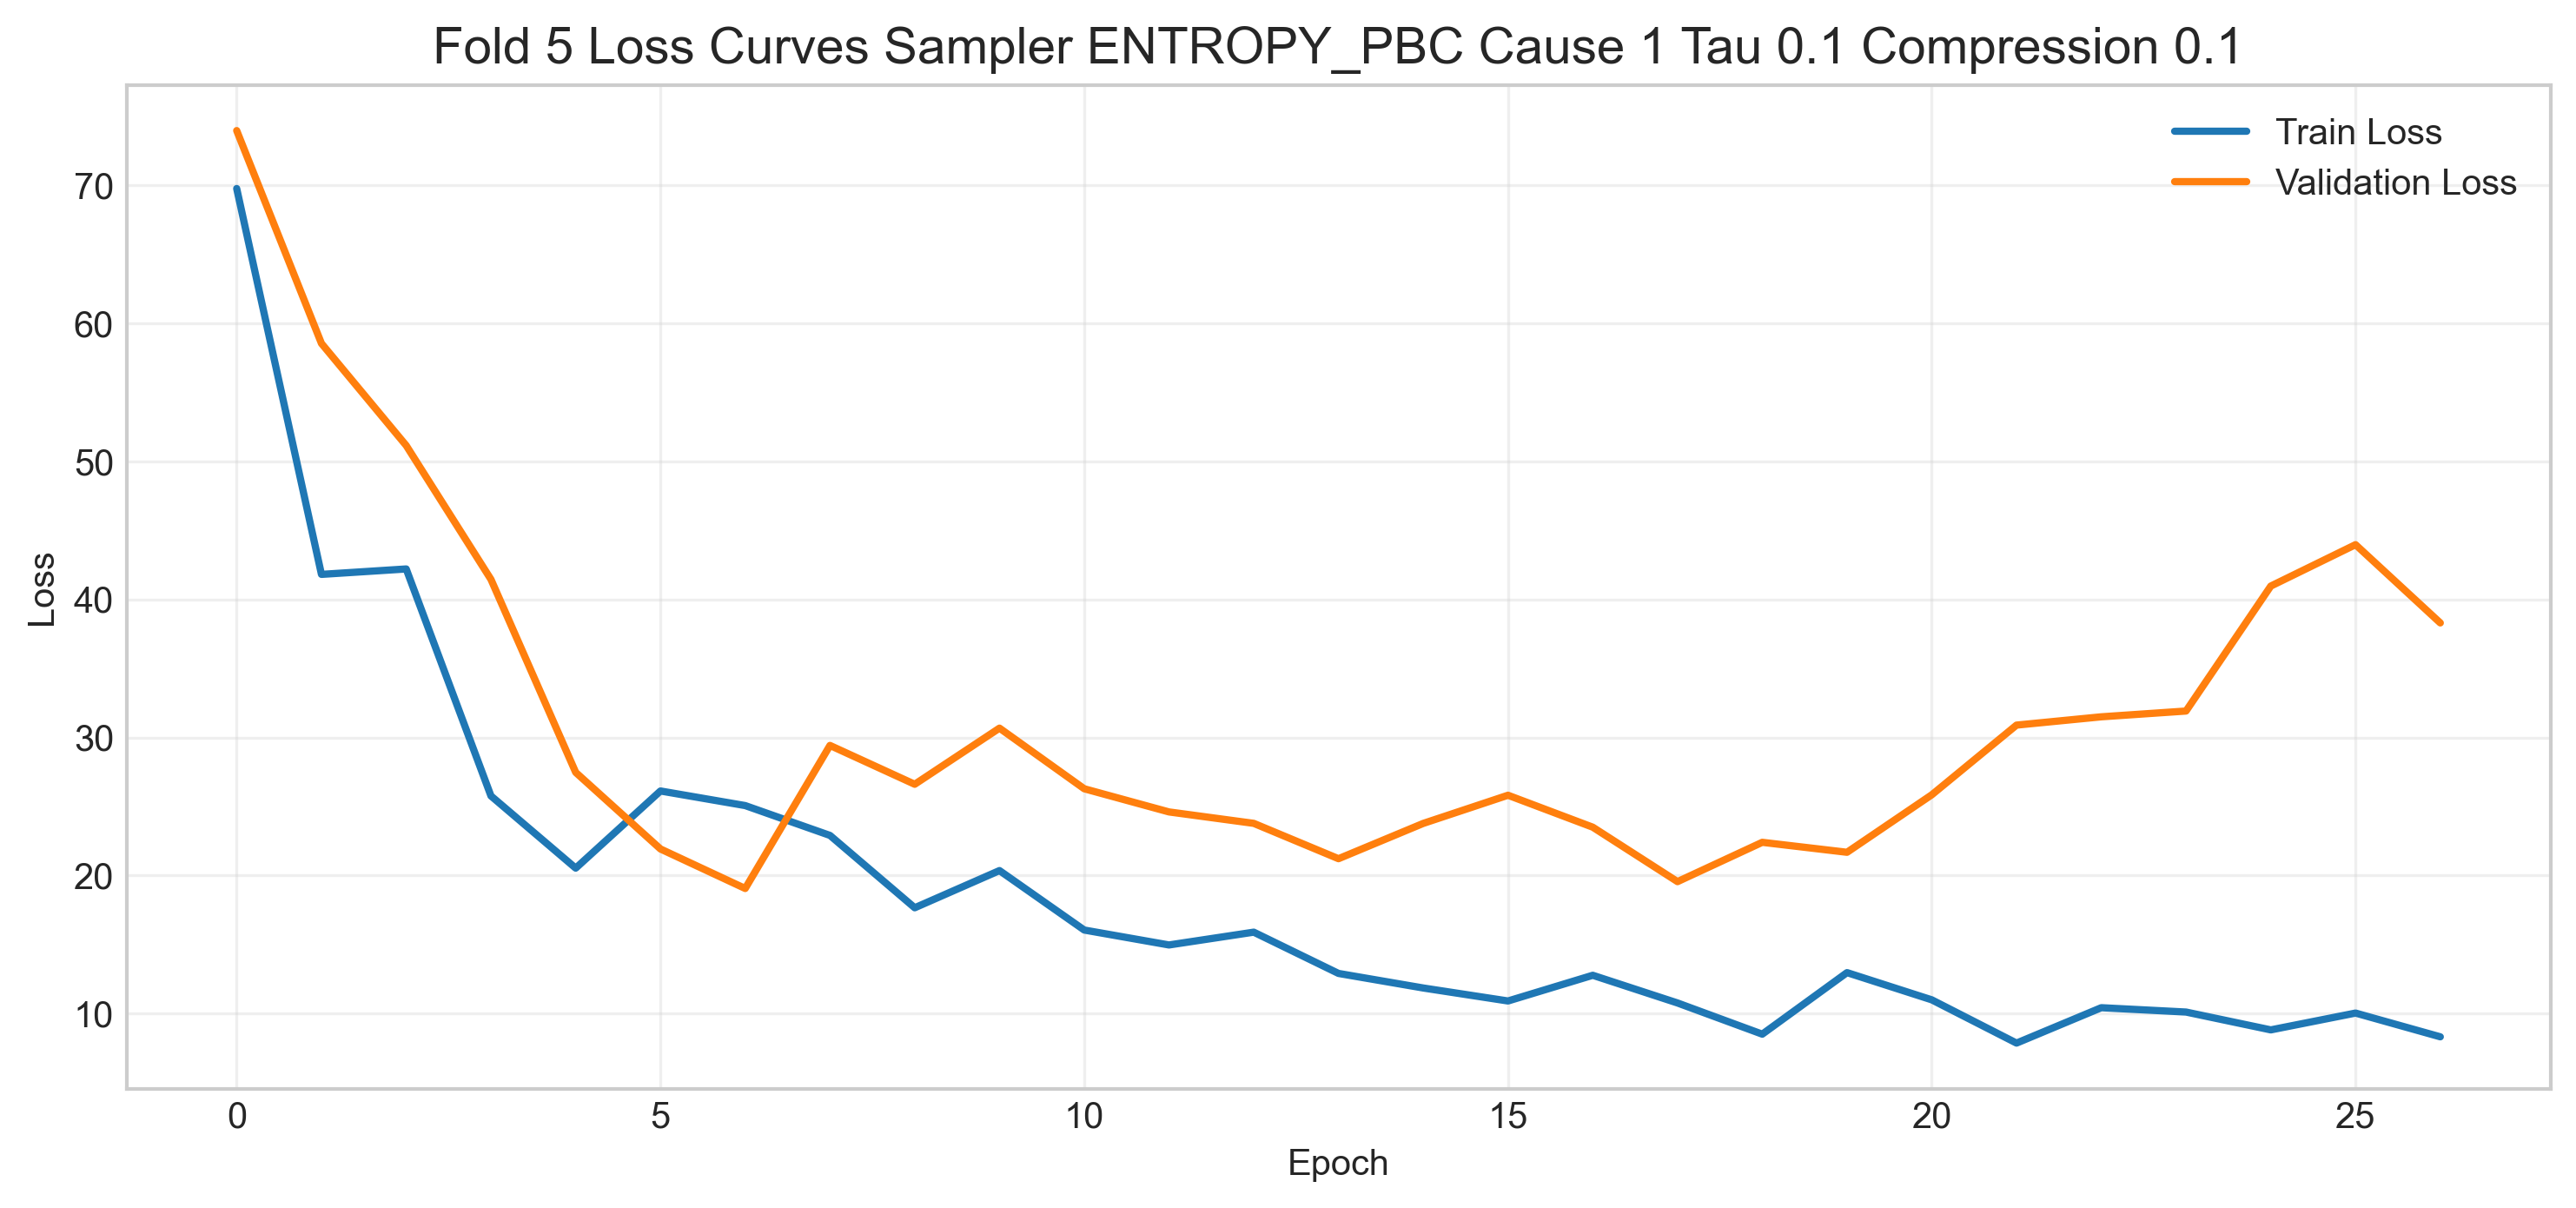 Fold 5 Loss Curves Sampler ENTROPY_PBC Cause 1 Tau 0.1 Compression 0.1
Train Loss
Validation Loss
70
60
50
40
30
20
10
Loss
0 5 10 15 20 25
Epoch